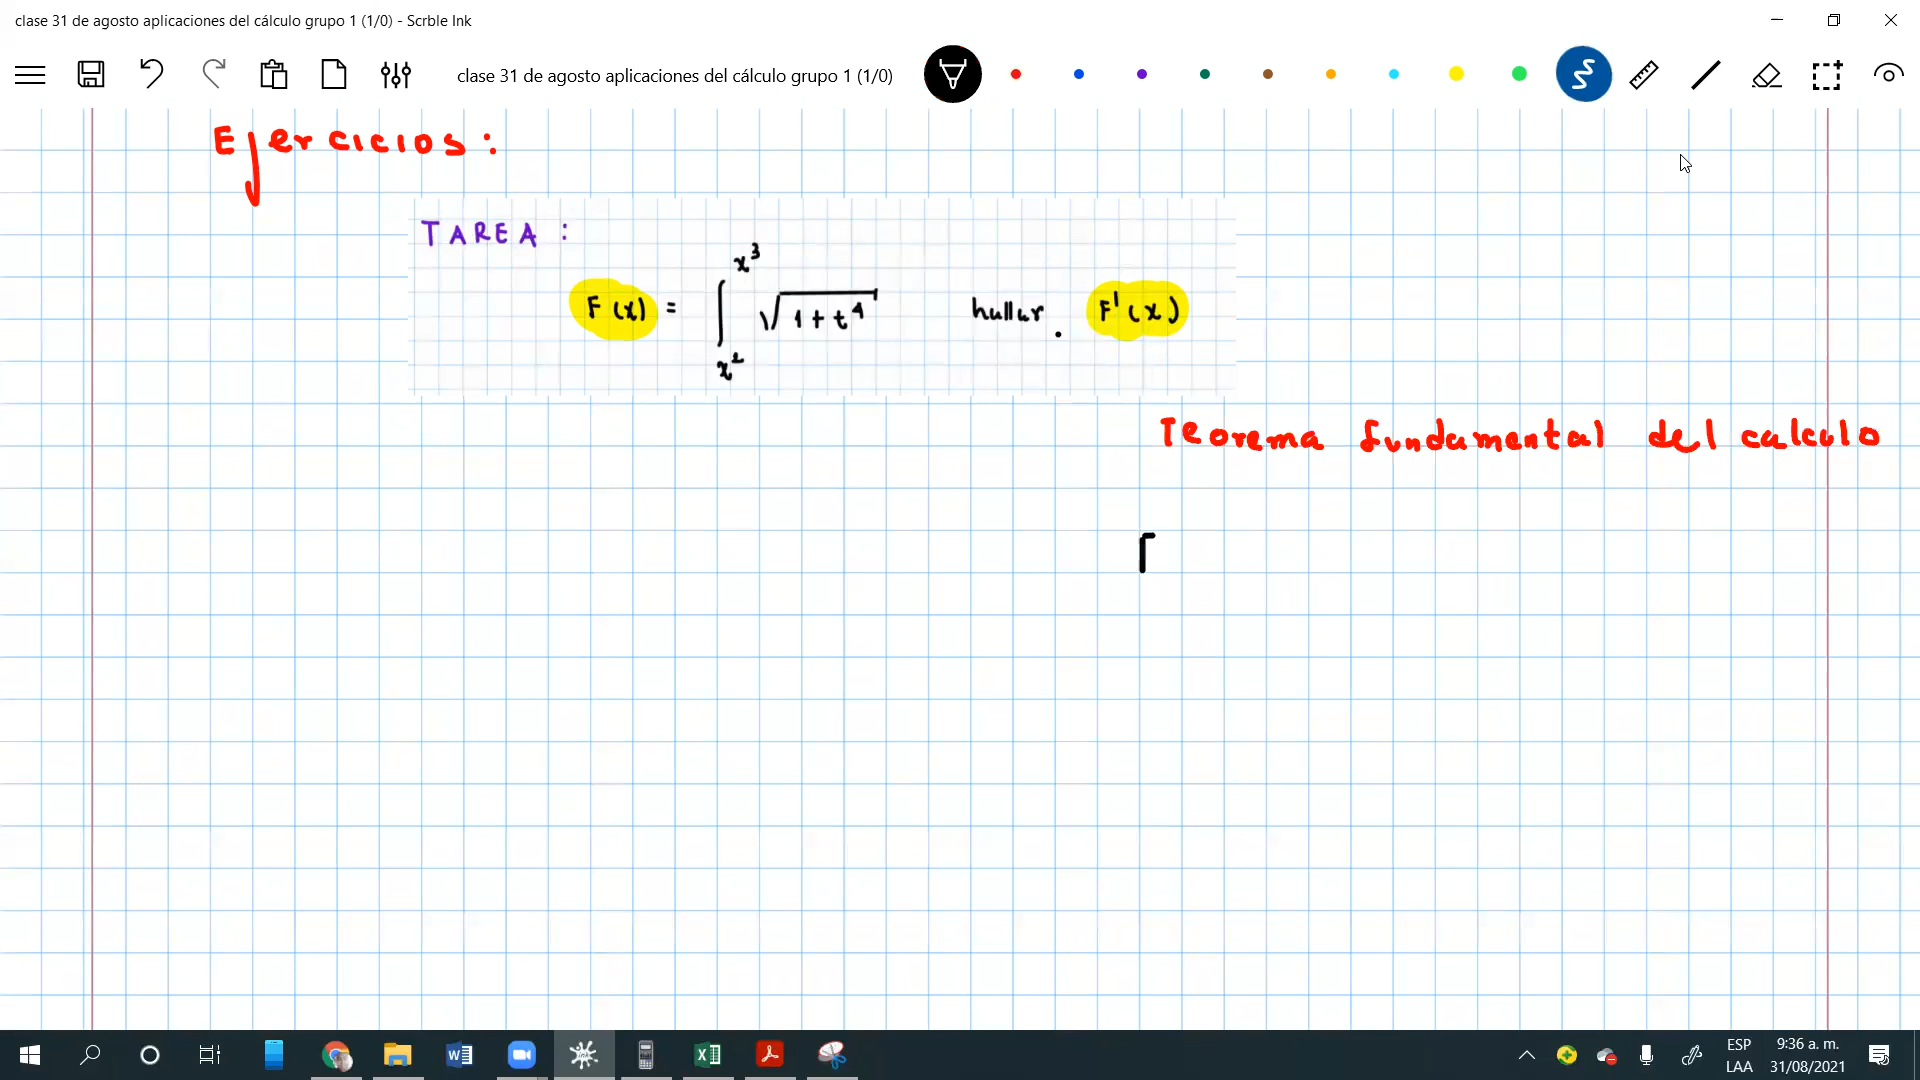 clase 31 de agosto aplicaciones del cálculo grupo 1 (1/0) - Scrble Ink
clase 31 de agosto aplicaciones del cálculo grupo 1 (1/0)
Ejercicios:
TAREA:
F(x) = ∫_{x²}^{x³} √(1+t⁴) hallar. F'(x)
Teorema fundamental del calculo
ESP
LAA
9:36 a. m.
31/08/2021